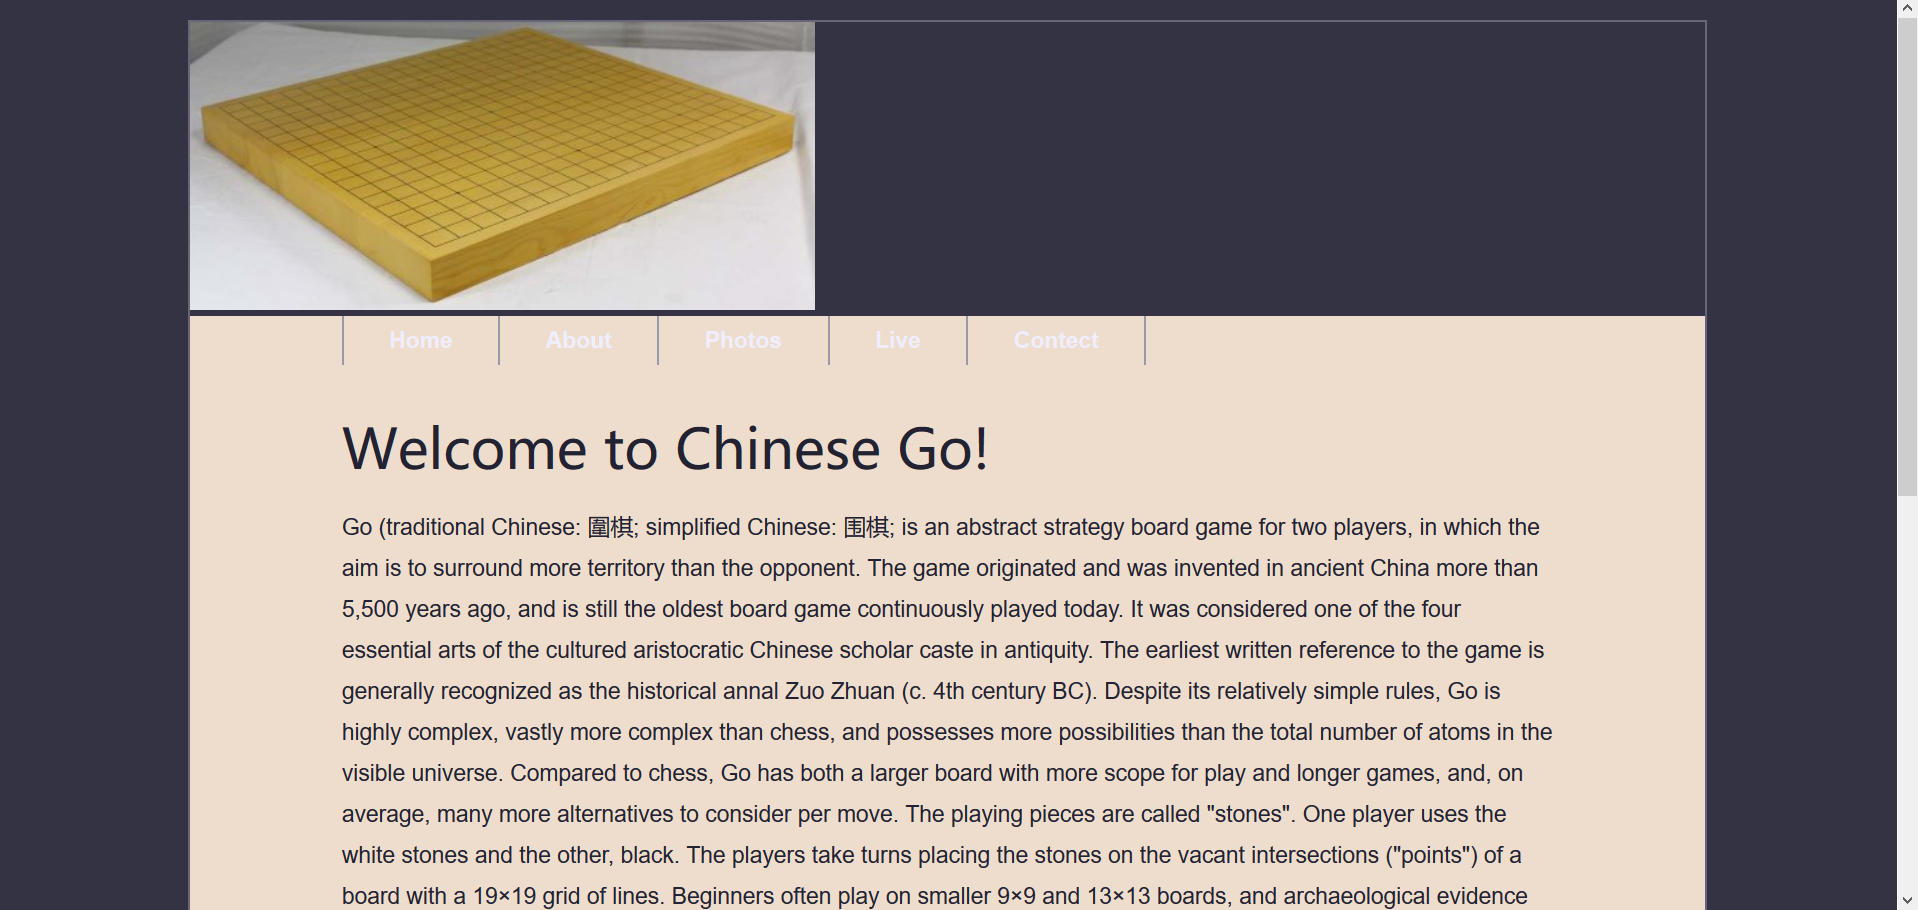 Home About Photos Live Contect
Welcome to Chinese Go!
Go (traditional Chinese: 圍棋; simplified Chinese: 围棋; is an abstract strategy board game for two players, in which the
aim is to surround more territory than the opponent. The game originated and was invented in ancient China more than
5,500 years ago, and is still the oldest board game continuously played today. It was considered one of the four
essential arts of the cultured aristocratic Chinese scholar caste in antiquity. The earliest written reference to the game is
generally recognized as the historical annal Zuo Zhuan (c. 4th century BC). Despite its relatively simple rules, Go is
highly complex, vastly more complex than chess, and possesses more possibilities than the total number of atoms in the
visible universe. Compared to chess, Go has both a larger board with more scope for play and longer games, and, on
average, many more alternatives to consider per move. The playing pieces are called "stones". One player uses the
white stones and the other, black. The players take turns placing the stones on the vacant intersections ("points") of a
board with a 19×19 grid of lines. Beginners often play on smaller 9×9 and 13×13 boards, and archaeological evidence